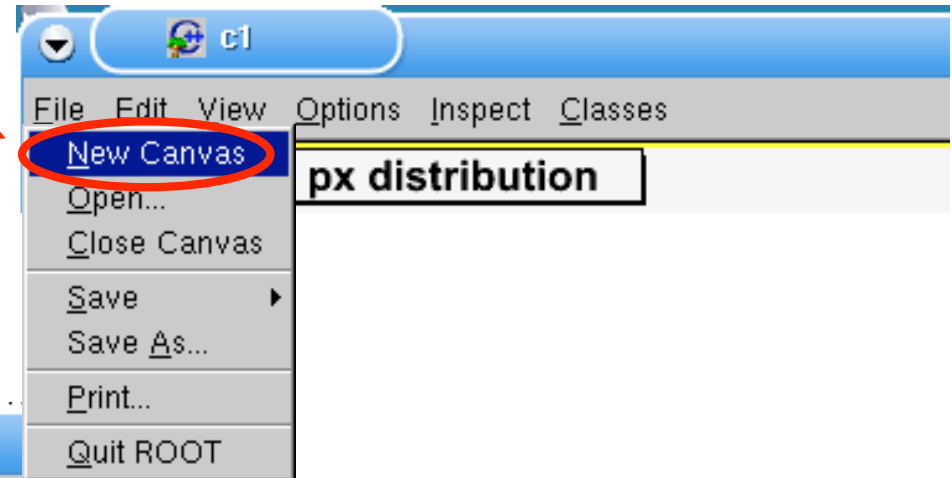 c1
File Edit View Options Inspect Classes
New Canvas
px distribution
Open...
Close Canvas
Save
Save As...
Print...
Quit ROOT